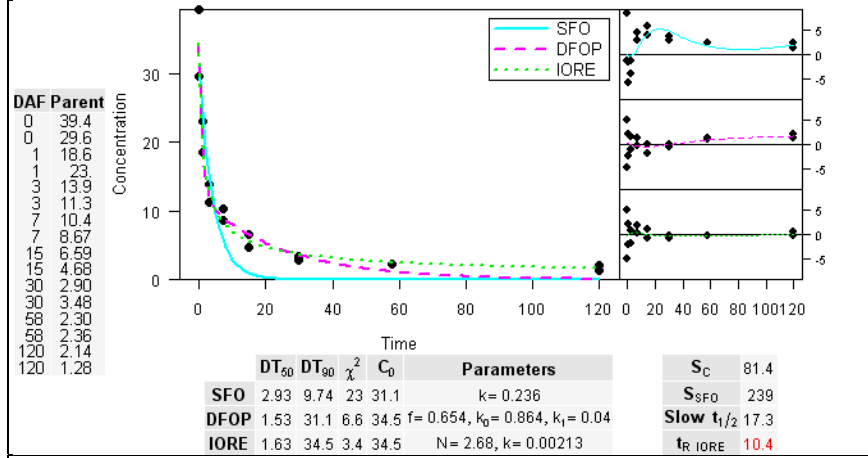 DAF Parent
0 39.4
0 29.6
1 18.6
1 23
3 13.9
3 11.3
7 10.4
7 8.67
15 6.59
15 4.68
30 2.90
30 3.48
58 2.30
58 2.36
120 2.14
120 1.28
Concentration
30
20
10
0
0 20 40 60 80 100 120
Time
SFO
DFOP
IORE
5
0
-5
5
0
-5
5
0
-5
0 20 40 60 80 100 120
DT50 DT90 χ2 C0 Parameters
SFO 2.93 9.74 23 31.1 k= 0.236
DFOP 1.53 31.1 6.6 34.5 f= 0.654, k0= 0.864, k1= 0.04
IORE 1.63 34.5 3.4 34.5 N= 2.68, k= 0.00213
SC 81.4
SSFO 239
Slow t1/2 17.3
tR IORE 10.4